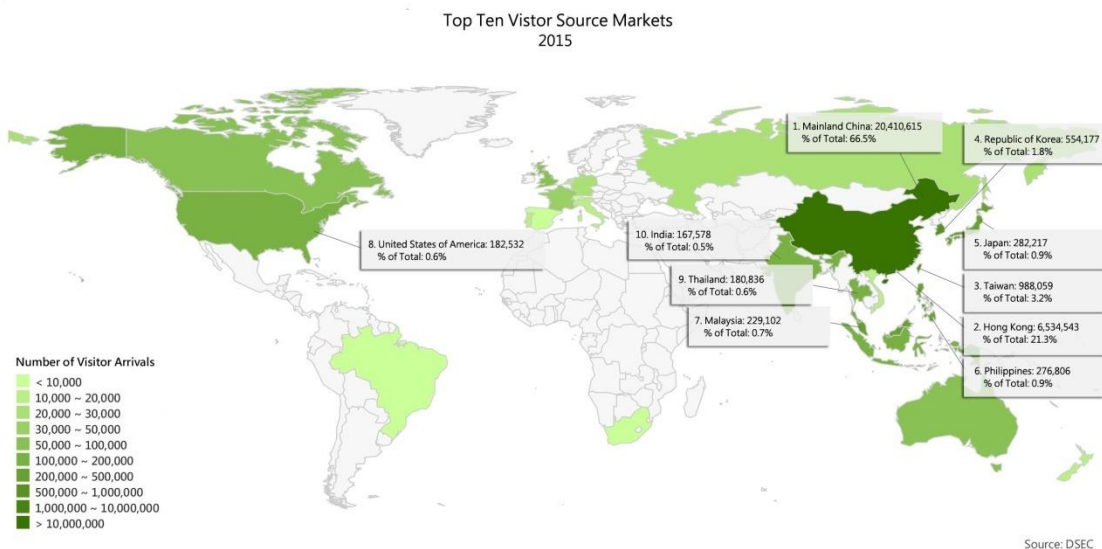 Top Ten Vistor Source Markets
2015
1. Mainland China: 20,410,615
% of Total: 66.5%
4. Republic of Korea: 554,177
% of Total: 1.8%
8. United States of America: 182,532
% of Total: 0.6%
10. India: 167,578
% of Total: 0.5%
5. Japan: 282,217
% of Total: 0.9%
9. Thailand: 180,836
% of Total: 0.6%
3. Taiwan: 988,059
% of Total: 3.2%
7. Malaysia: 229,102
% of Total: 0.7%
2. Hong Kong: 6,534,543
% of Total: 21.3%
6. Philippines: 276,806
% of Total: 0.9%
Number of Visitor Arrivals
< 10,000
10,000 ~ 20,000
20,000 ~ 30,000
30,000 ~ 50,000
50,000 ~ 100,000
100,000 ~ 200,000
200,000 ~ 500,000
500,000 ~ 1,000,000
1,000,000 ~ 10,000,000
> 10,000,000
Source: DSEC